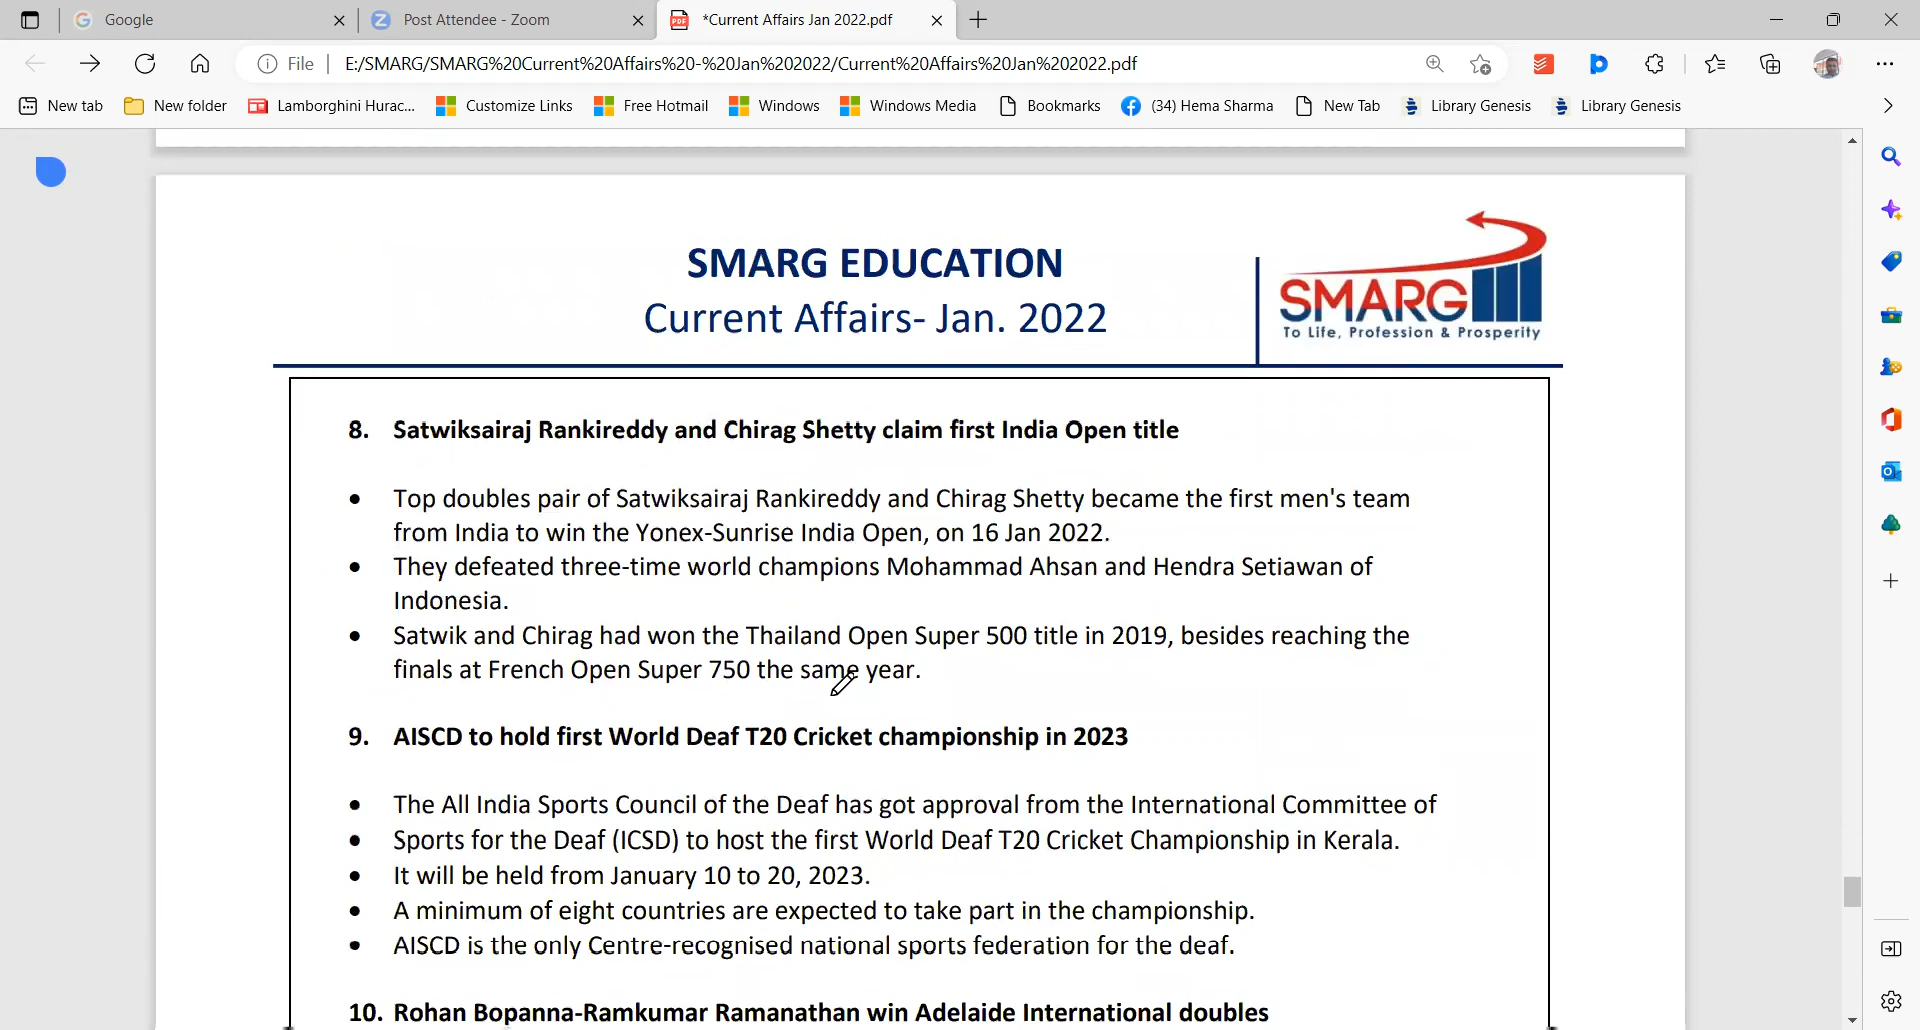 Google
Post Attendee - Zoom
*Current Affairs Jan 2022.pdf
File
E:/SMARG/SMARG%20Current%20Affairs%20-%20Jan%202022/Current%20Affairs%20Jan%202022.pdf
New tab
New folder
Lamborghini Hurac...
Customize Links
Free Hotmail
Windows
Windows Media
Bookmarks
(34) Hema Sharma
New Tab
Library Genesis
Library Genesis
SMARG EDUCATION
Current Affairs- Jan. 2022
SMARG
To Life, Profession & Prosperity
8. Satwiksairaj Rankireddy and Chirag Shetty claim first India Open title
• Top doubles pair of Satwiksairaj Rankireddy and Chirag Shetty became the first men's team
from India to win the Yonex-Sunrise India Open, on 16 Jan 2022.
• They defeated three-time world champions Mohammad Ahsan and Hendra Setiawan of
Indonesia.
• Satwik and Chirag had won the Thailand Open Super 500 title in 2019, besides reaching the
finals at French Open Super 750 the same year.
9. AISCD to hold first World Deaf T20 Cricket championship in 2023
• The All India Sports Council of the Deaf has got approval from the International Committee of
• Sports for the Deaf (ICSD) to host the first World Deaf T20 Cricket Championship in Kerala.
• It will be held from January 10 to 20, 2023.
• A minimum of eight countries are expected to take part in the championship.
• AISCD is the only Centre-recognised national sports federation for the deaf.
10. Rohan Bopanna-Ramkumar Ramanathan win Adelaide International doubles